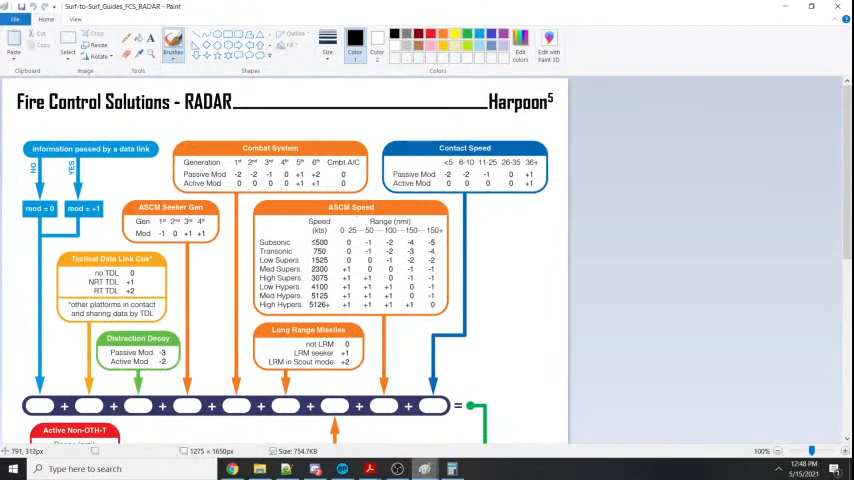 Surf-to-Surf_Guides_FCS_RADAR - Paint
File Home View
Paste
Cut
Copy
Select
Crop
Resize
Rotate
Brushes
Outline
Fill
Size
Color 1
Color 2
Edit colors
Edit with Paint 3D
Clipboard
Image
Tools
Shapes
Colors
Fire Control Solutions - RADAR
Harpoon5
Information passed by a data link
NO
YES
mod = 0
mod = +1
Combat System
Generation 1st 2nd 3rd 4th 5th 6th Cmbt A/C
Passive Mod -2 -2 -1 0 +1 +2 0
Active Mod 0 0 0 0 +1 +1 0
Contact Speed
<5 6-10 11-25 26-35 36+
Passive Mod -2 -2 -1 0 +1
Active Mod 0 0 0 0 +1
ASCM Seeker Gen
Gen 1st 2nd 3rd 4th
Mod -1 0 +1 +1
ASCM Speed
Speed Range (nmi)
(kts) 0-25 -50 -100 -150 -150+
Subsonic ≤500 0 -1 -2 -4 -5
Transonic 750 0 -1 -2 -3 -4
Low Supers 1525 0 0 -1 -2 -2
Med Supers 2300 +1 0 0 -1 -1
High Supers 3075 +1 +1 0 -1 -1
Low Hypers 4100 +1 +1 +1 0 -1
Med Hypers 5125 +1 +1 +1 0 -1
High Hypers 5126+ +1 +1 +1 +1 0
Tactical Data Link Cue*
no TDL 0
NRT TDL +1
RT TDL +2
*other platforms in contact
and sharing data by TDL
Distraction Decoy
Passive Mod -3
Active Mod -2
Long Range Missiles
not LRM 0
LRM seeker +1
LRM in Scout mode +2
+ + + + + + + + =
Active Non-OTH-T
791, 313px
1275 × 1650px
Size: 754.7KB
100%
Type here to search
12:48 PM
5/15/2021